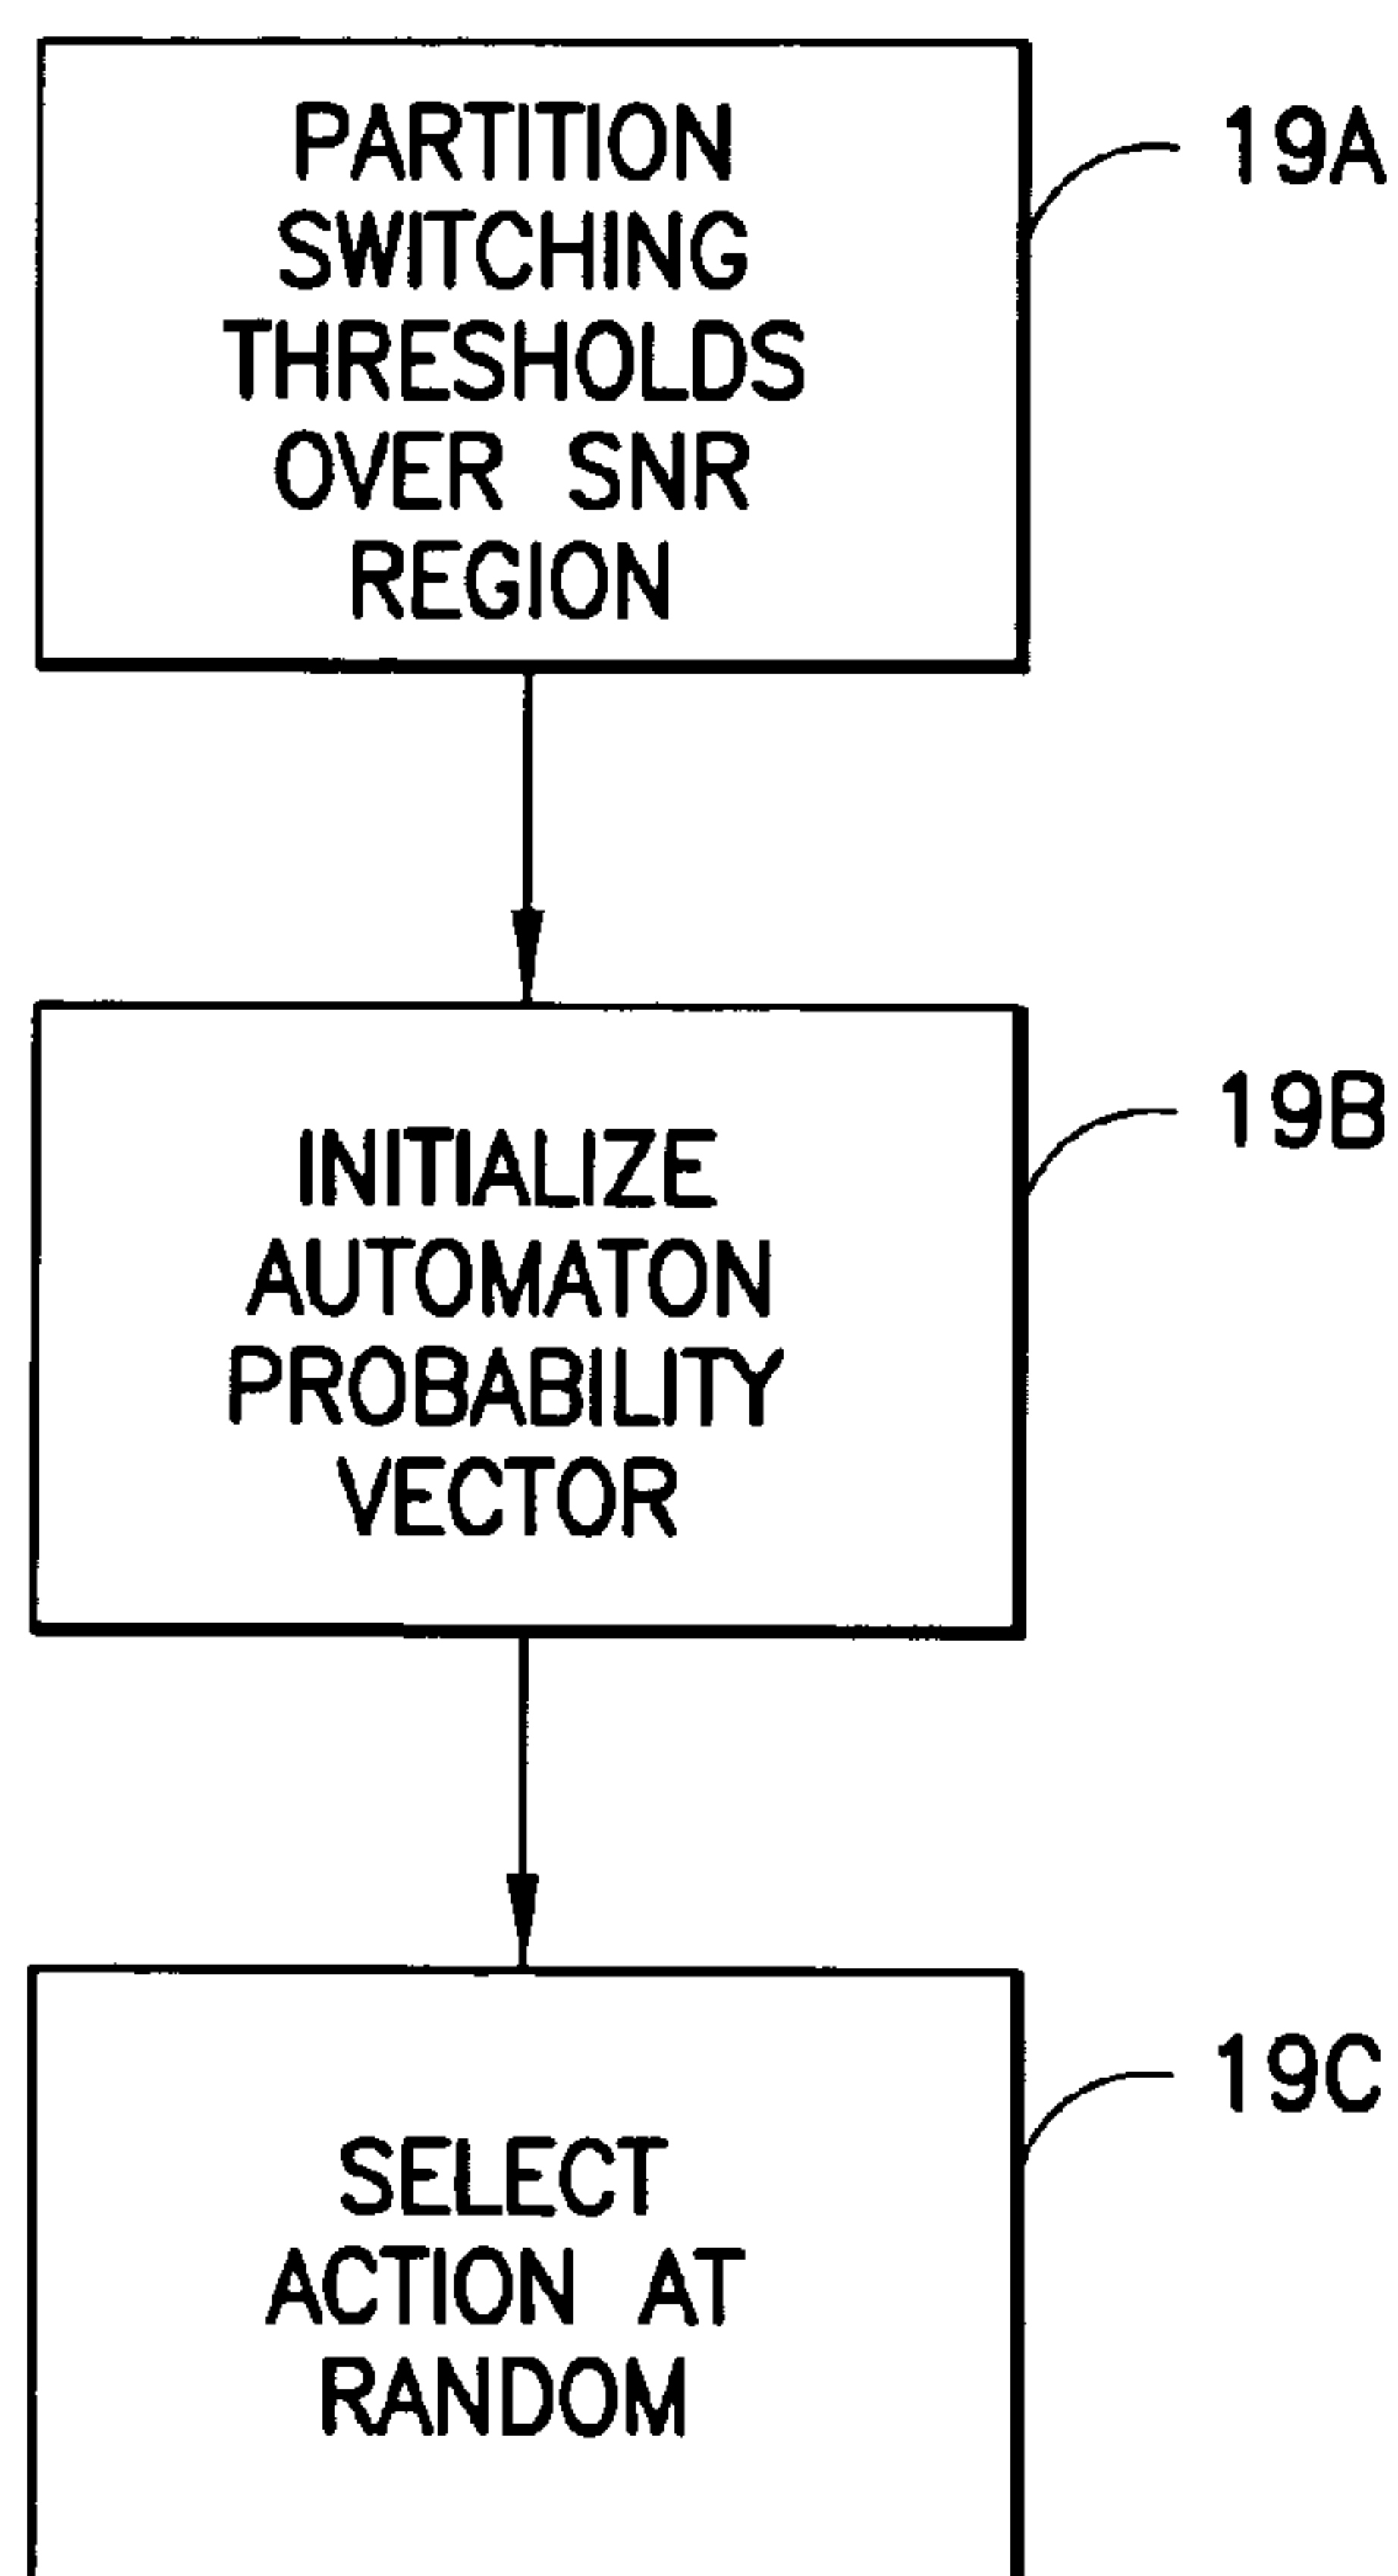 PARTITION
SWITCHING
THRESHOLDS
OVER SNR
REGION
19A
INITIALIZE
AUTOMATON
PROBABILITY
VECTOR
19B
SELECT
ACTION AT
RANDOM
19C